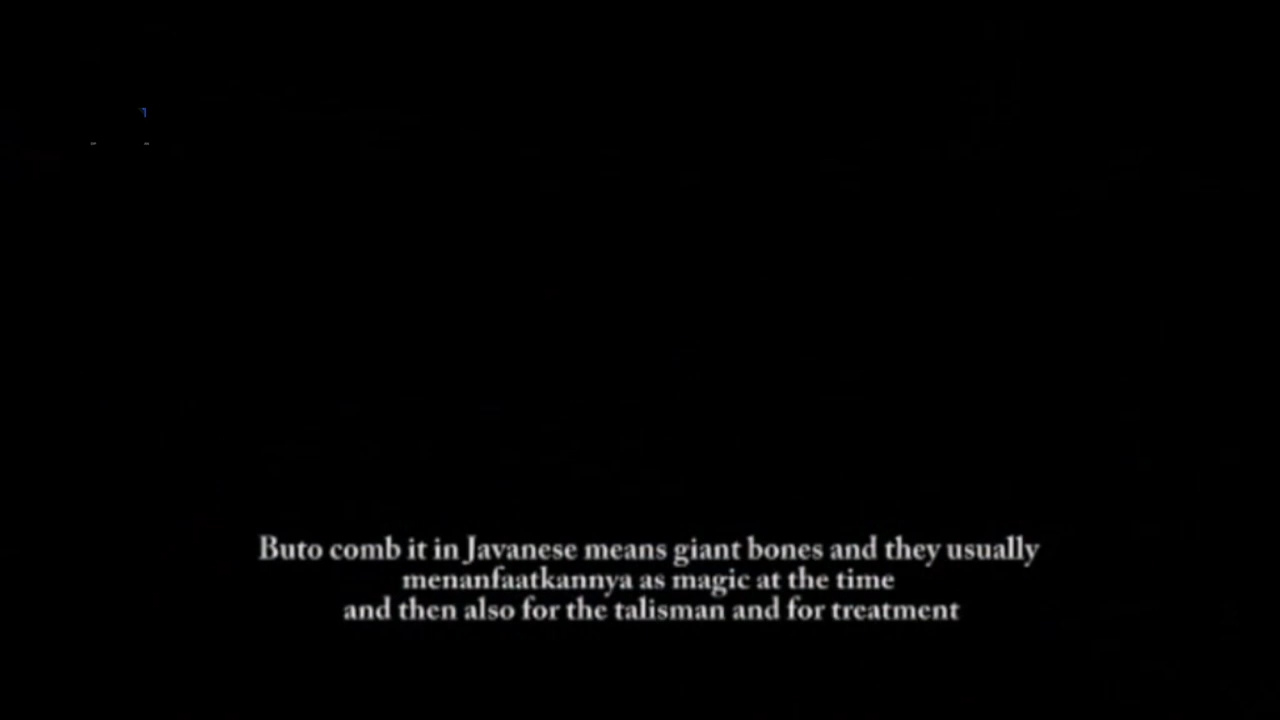 Buto comb it in Javanese means giant bones and they usually
menanfaatkannya as magic at the time
and then also for the talisman and for treatment